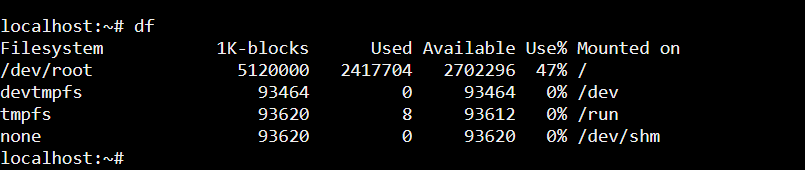 localhost:~# df
Filesystem           1K-blocks      Used Available Use% Mounted on
/dev/root              5120000   2417704   2702296  47% /
devtmpfs                 93464         0     93464   0% /dev
tmpfs                    93620         8     93612   0% /run
none                     93620         0     93620   0% /dev/shm
localhost:~#